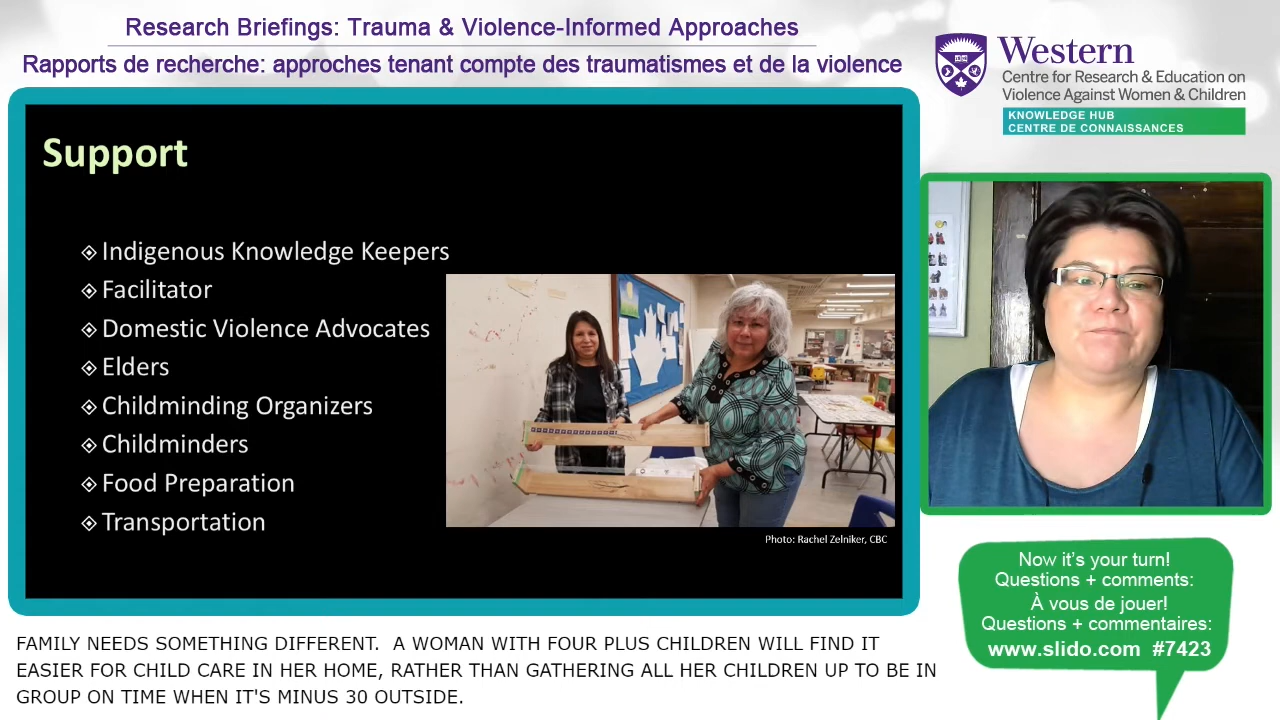 Research Briefings: Trauma & Violence-Informed Approaches
Rapports de recherche: approches tenant compte des traumatismes et de la violence
Western
Centre for Research & Education on
Violence Against Women & Children
KNOWLEDGE HUB
CENTRE DE CONNAISSANCES
Support
Indigenous Knowledge Keepers
Facilitator
Domestic Violence Advocates
Elders
Childminding Organizers
Childminders
Food Preparation
Transportation
Photo: Rachel Zelniker, CBC
Now it's your turn!
Questions + comments:
À vous de jouer!
Questions + commentaires:
www.slido.com #7423
FAMILY NEEDS SOMETHING DIFFERENT. A WOMAN WITH FOUR PLUS CHILDREN WILL FIND IT
EASIER FOR CHILD CARE IN HER HOME, RATHER THAN GATHERING ALL HER CHILDREN UP TO BE IN
GROUP ON TIME WHEN IT'S MINUS 30 OUTSIDE.